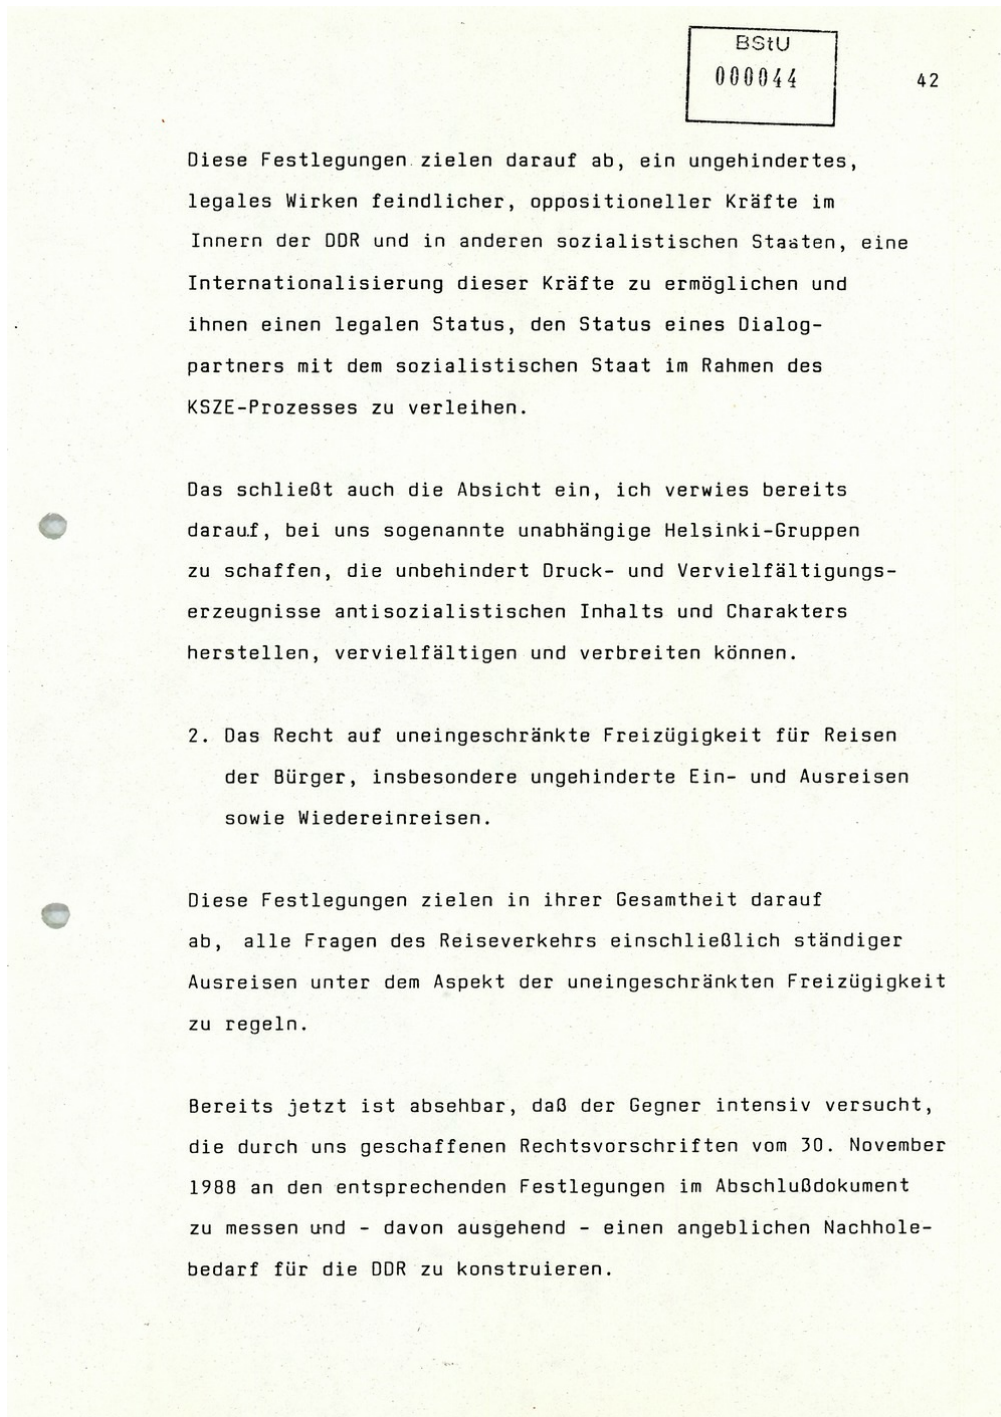 BStU
000044
42
Diese Festlegungen zielen darauf ab, ein ungehindertes,
legales Wirken feindlicher, oppositioneller Kräfte im
Innern der DDR und in anderen sozialistischen Staaten, eine
Internationalisierung dieser Kräfte zu ermöglichen und
ihnen einen legalen Status, den Status eines Dialog-
partners mit dem sozialistischen Staat im Rahmen des
KSZE-Prozesses zu verleihen.
Das schließt auch die Absicht ein, ich verwies bereits
darauf, bei uns sogenannte unabhängige Helsinki-Gruppen
zu schaffen, die unbehindert Druck- und Vervielfältigungs-
erzeugnisse antisozialistischen Inhalts und Charakters
herstellen, vervielfältigen und verbreiten können.
2. Das Recht auf uneingeschränkte Freizügigkeit für Reisen
der Bürger, insbesondere ungehinderte Ein- und Ausreisen
sowie Wiedereinreisen.
Diese Festlegungen zielen in ihrer Gesamtheit darauf
ab, alle Fragen des Reiseverkehrs einschließlich ständiger
Ausreisen unter dem Aspekt der uneingeschränkten Freizügigkeit
zu regeln.
Bereits jetzt ist absehbar, daß der Gegner intensiv versucht,
die durch uns geschaffenen Rechtsvorschriften vom 30. November
1988 an den entsprechenden Festlegungen im Abschlußdokument
zu messen und - davon ausgehend - einen angeblichen Nachhole-
bedarf für die DDR zu konstruieren.